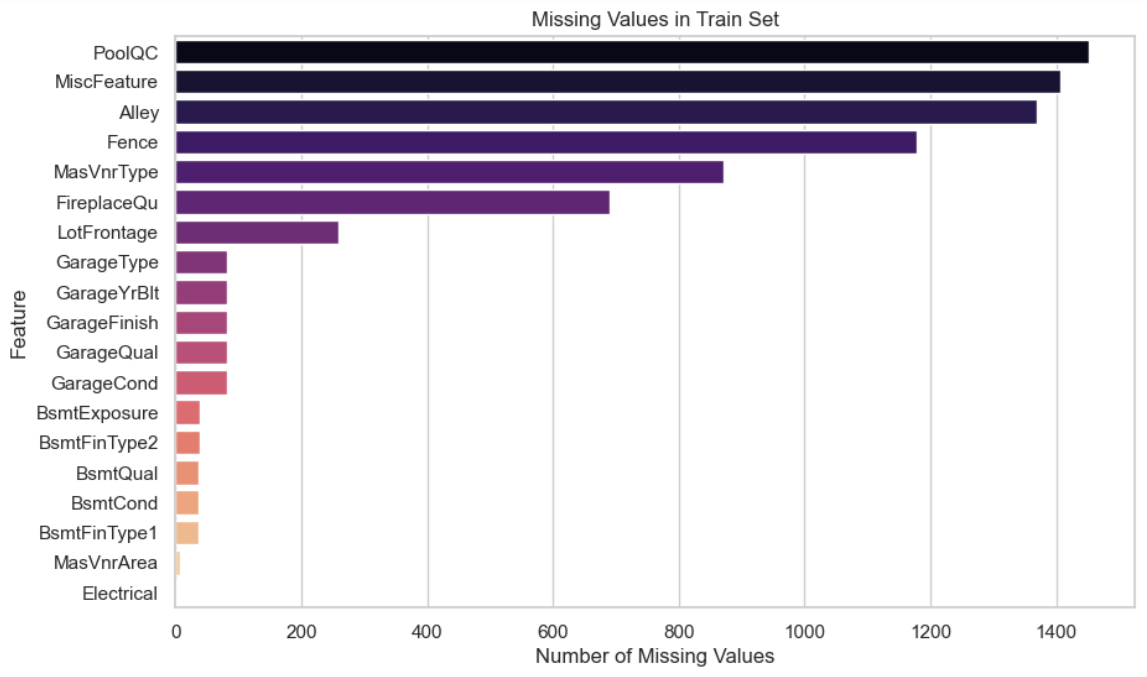 Missing Values in Train Set
PoolQC
MiscFeature
Alley
Fence
MasVnrType
FireplaceQu
LotFrontage
GarageType
GarageYrBlt
GarageFinish
GarageQual
GarageCond
BsmtExposure
BsmtFinType2
BsmtQual
BsmtCond
BsmtFinType1
MasVnrArea
Electrical
Feature
0 200 400 600 800 1000 1200 1400
Number of Missing Values